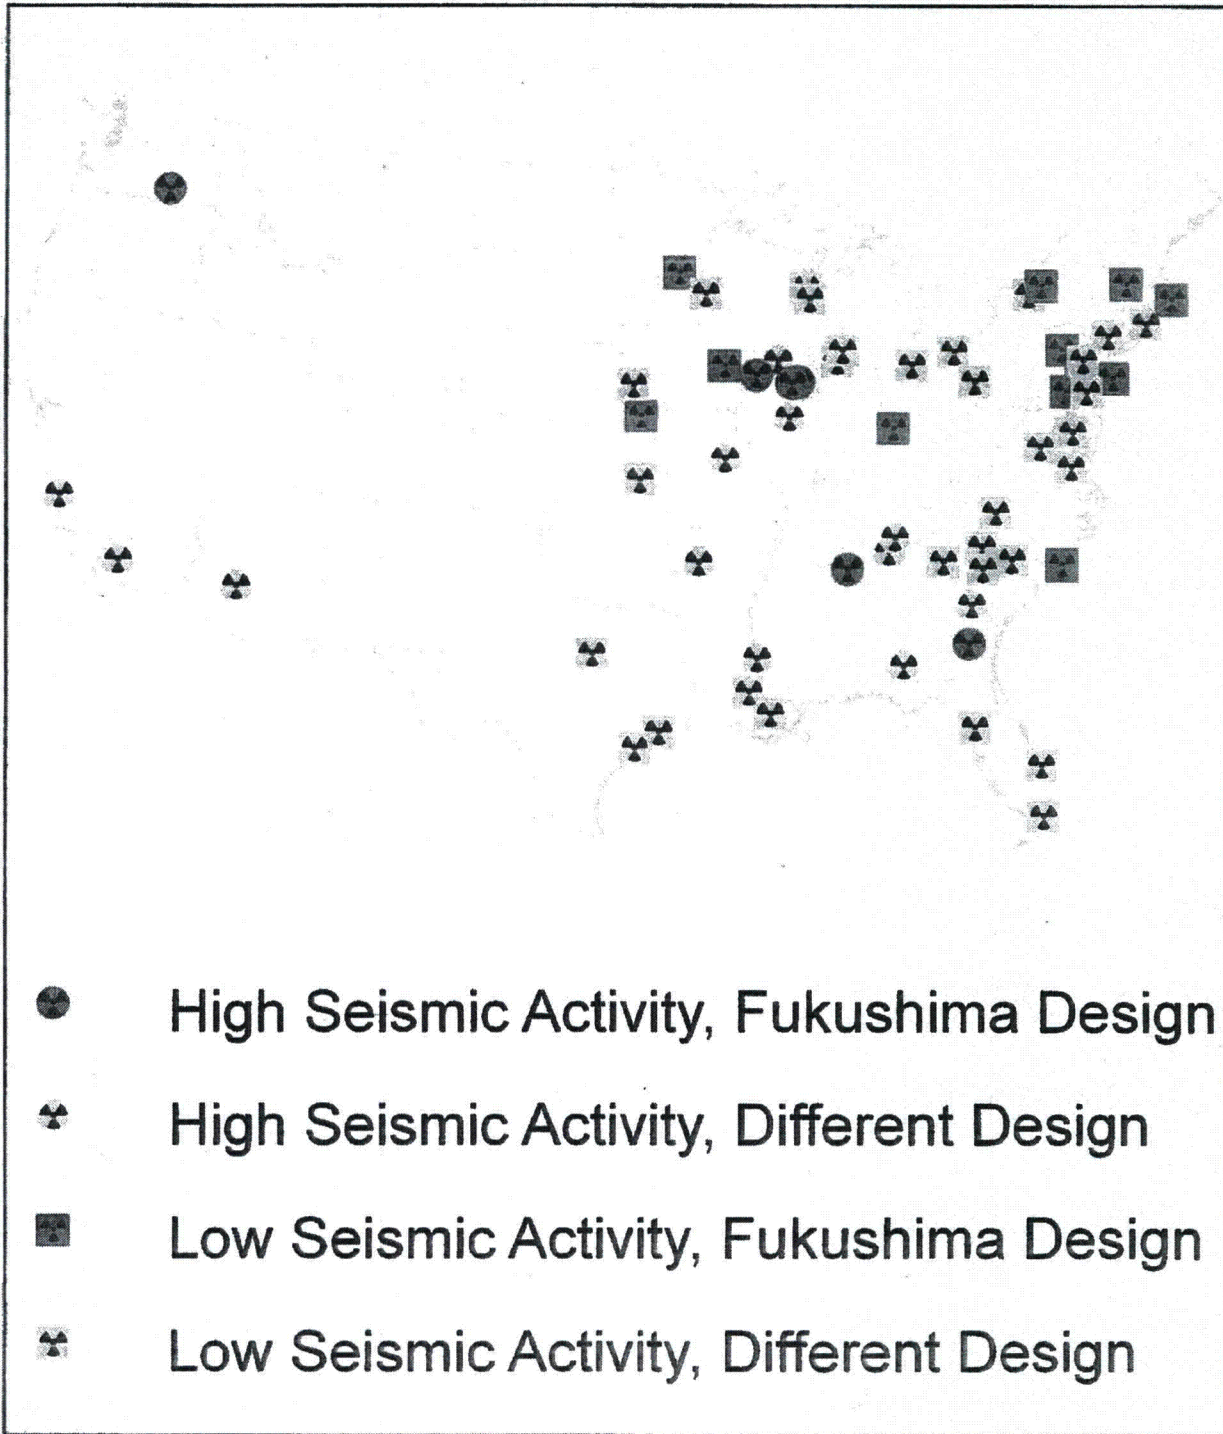 High Seismic Activity, Fukushima Design
High Seismic Activity, Different Design
Low Seismic Activity, Fukushima Design
Low Seismic Activity, Different Design